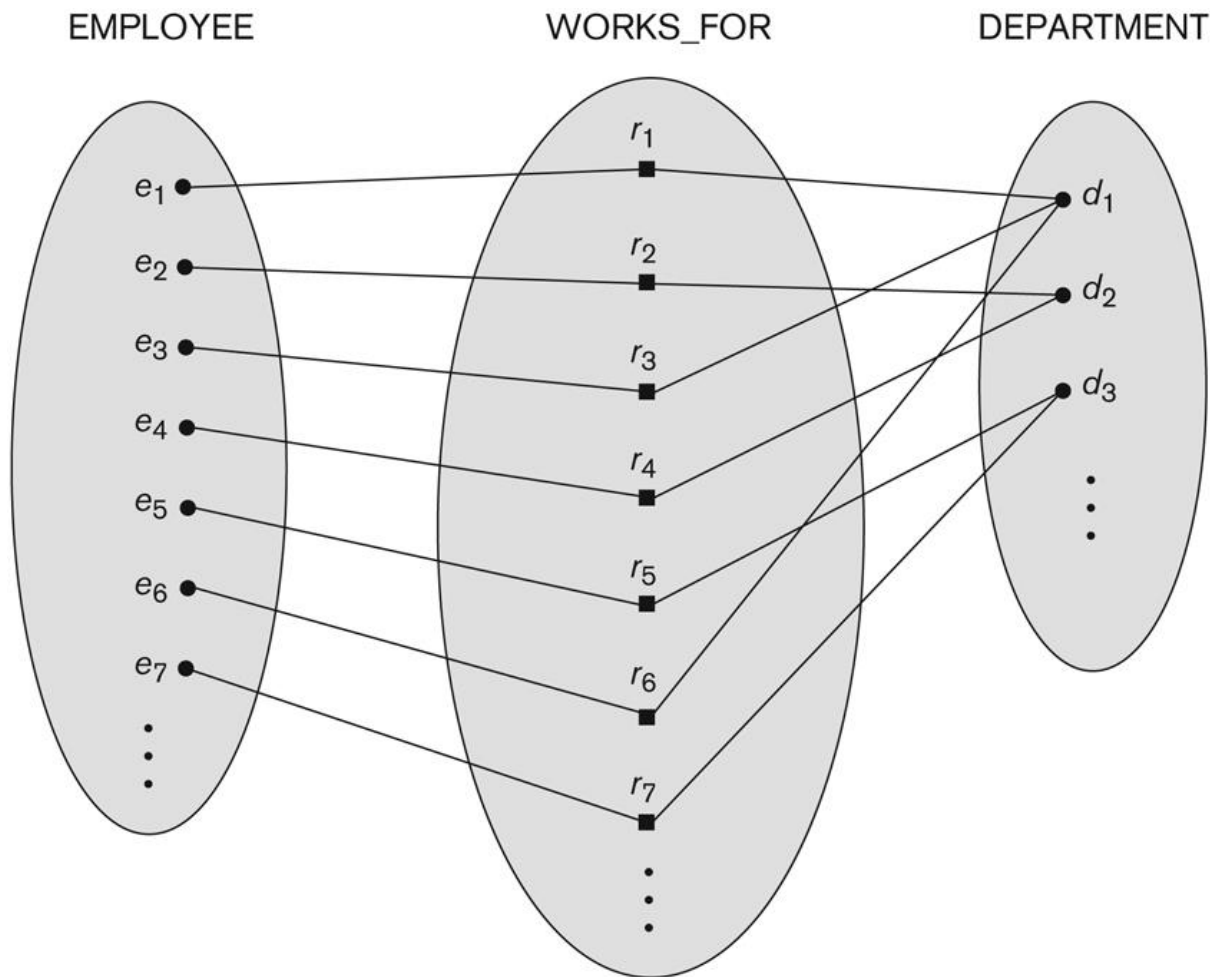 EMPLOYEE
WORKS_FOR
DEPARTMENT
e₁
e₂
e₃
e₄
e₅
e₆
e₇
r₁
r₂
r₃
r₄
r₅
r₆
r₇
d₁
d₂
d₃